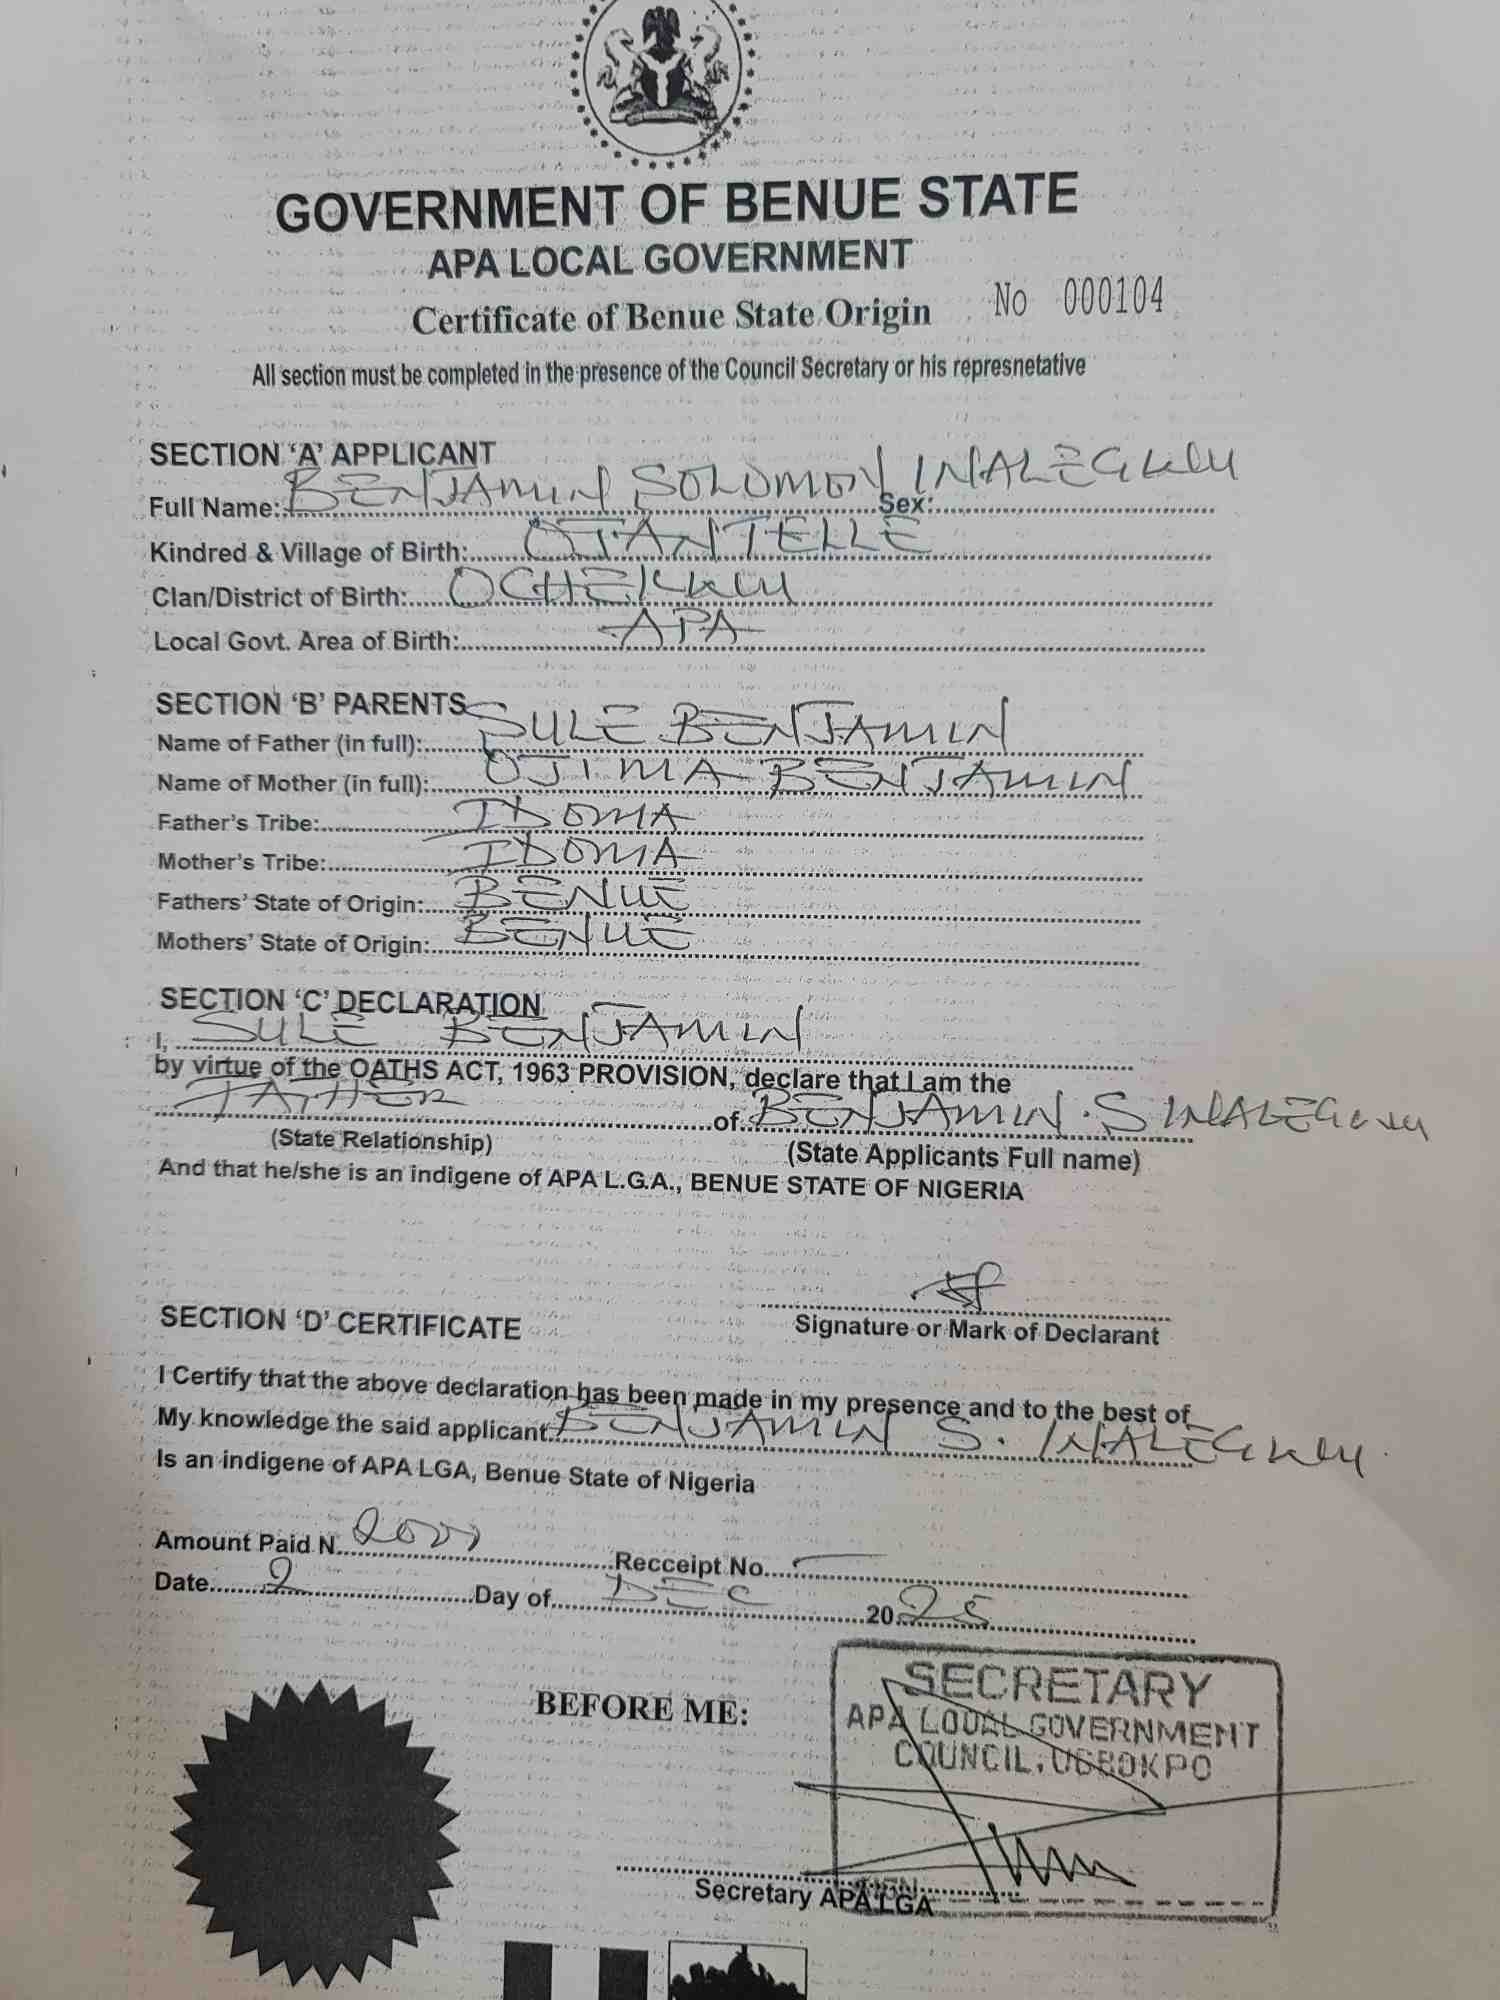 GOVERNMENT OF BENUE STATE
APA LOCAL GOVERNMENT
Certificate of Benue State Origin No 000104
All section must be completed in the presence of the Council Secretary or his represnetative
SECTION ‘A’ APPLICANT
Full Name: BENJAMIN SOLOMON INALEGWU Sex:
Kindred & Village of Birth: OJANTELLE
Clan/District of Birth: OCHEKWU
Local Govt. Area of Birth: APA
SECTION ‘B’ PARENTS
Name of Father (in full): SULE BENJAMIN
Name of Mother (in full): OJIMA BENJAMIN
Father's Tribe: IDOMA
Mother's Tribe: IDOMA
Fathers' State of Origin: BENUE
Mothers' State of Origin: BENUE
SECTION ‘C’ DECLARATION
I, SULE BENJAMIN
by virtue of the OATHS ACT, 1963 PROVISION, declare that I am the
FATHER of BENJAMIN S INALEGWU
(State Relationship) (State Applicants Full name)
And that he/she is an indigene of APA L.G.A., BENUE STATE OF NIGERIA
Signature or Mark of Declarant
SECTION ‘D’ CERTIFICATE
I Certify that the above declaration has been made in my presence and to the best of
My knowledge the said applicant BENJAMIN S. INALEGWU
Is an indigene of APA LGA, Benue State of Nigeria
Amount Paid N Recceipt No.
Date 2 Day of DEC 2025
BEFORE ME:
SECRETARY
APA LOCAL GOVERNMENT
COUNCIL, UGBOKPO
Secretary APA LGA